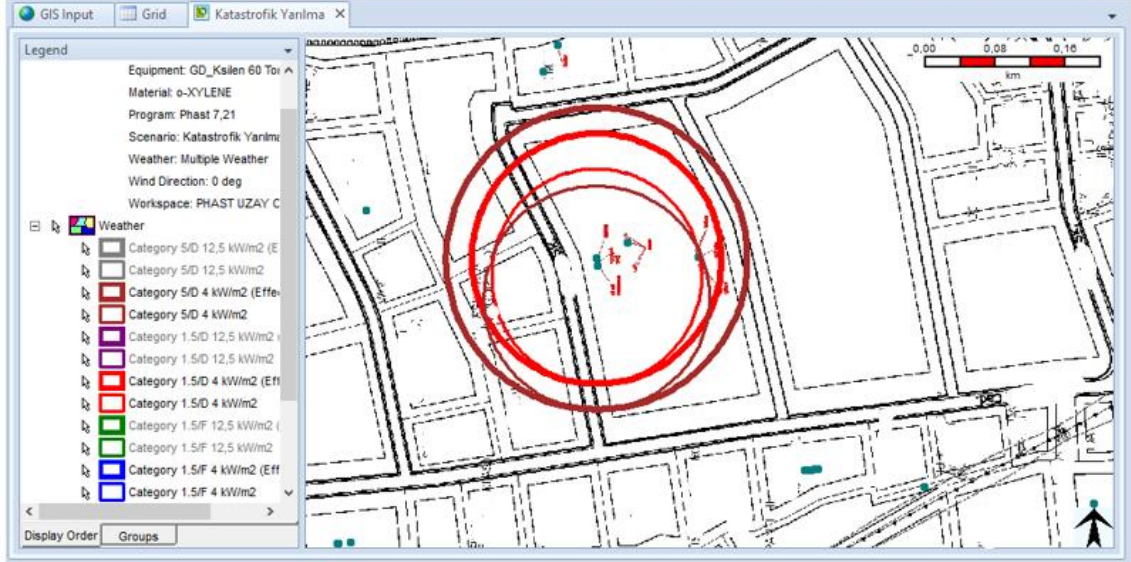 GIS Input
Grid
Katastrofik Yarılma
Legend
Equipment: GD_Ksilen 60 Toı
Material: o-XYLENE
Program: Phast 7,21
Scenario: Katastrofik Yarılma
Weather: Multiple Weather
Wind Direction: 0 deg
Workspace: PHAST UZAY C
Weather
Category 5/D 12,5 kW/m2 (E
Category 5/D 12,5 kW/m2
Category 5/D 4 kW/m2 (Effe
Category 5/D 4 kW/m2
Category 1.5/D 12,5 kW/m2
Category 1.5/D 12,5 kW/m2
Category 1.5/D 4 kW/m2 (Eff
Category 1.5/D 4 kW/m2
Category 1.5/F 12,5 kW/m2 (
Category 1.5/F 12,5 kW/m2
Category 1.5/F 4 kW/m2 (Eff
Category 1.5/F 4 kW/m2
Display Order
Groups
0,00 0,08 0,16
km